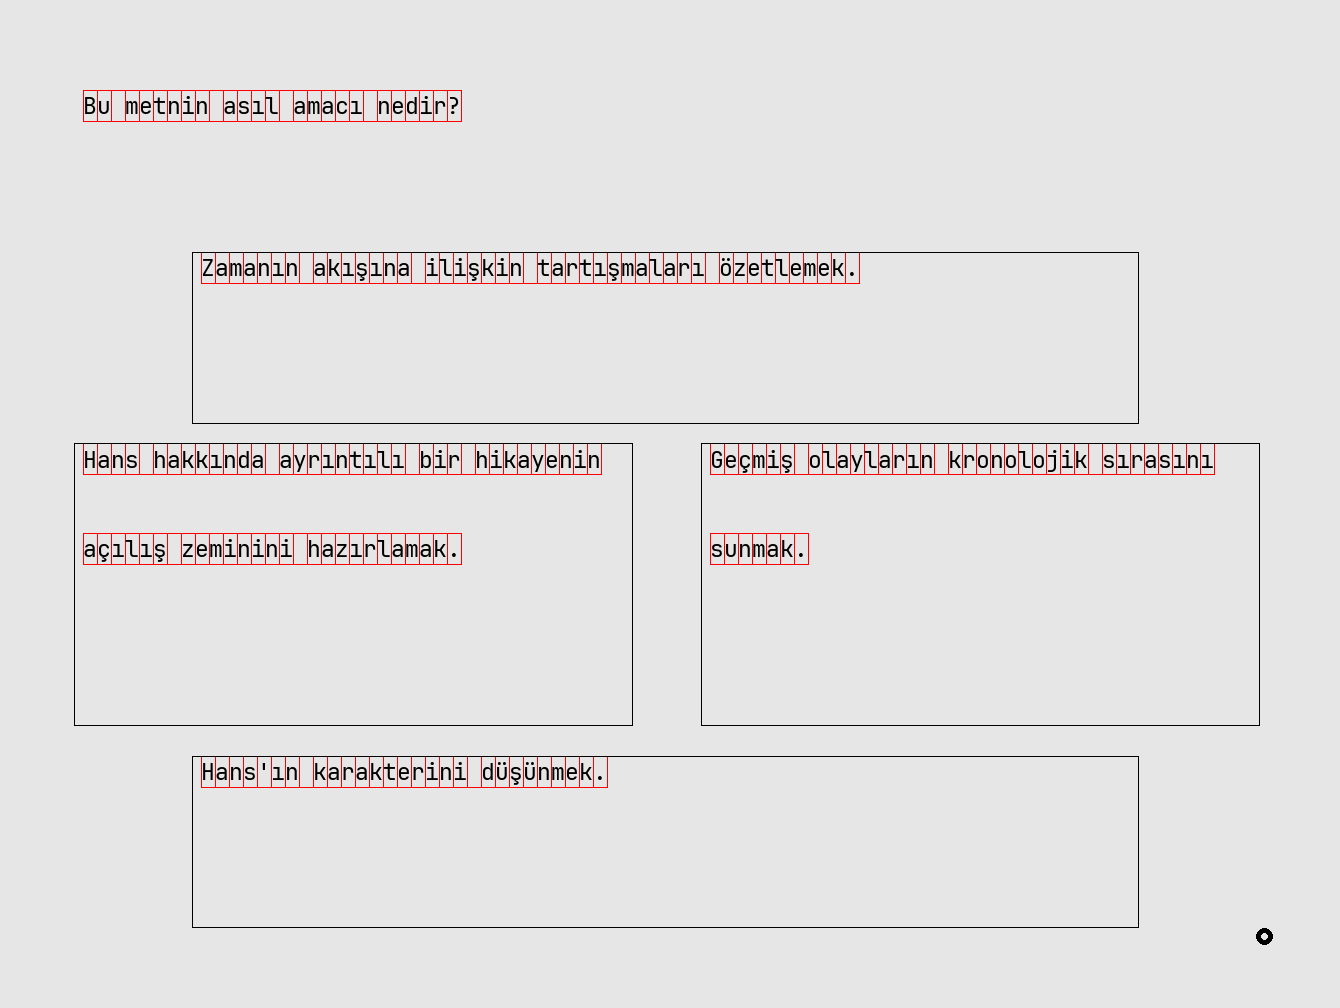 Bu metnin asıl amacı nedir?
Zamanın akışına ilişkin tartışmaları özetlemek.
Hans hakkında ayrıntılı bir hikayenin
açılış zeminini hazırlamak.
Geçmiş olayların kronolojik sırasını
sunmak.
Hans'ın karakterini düşünmek.